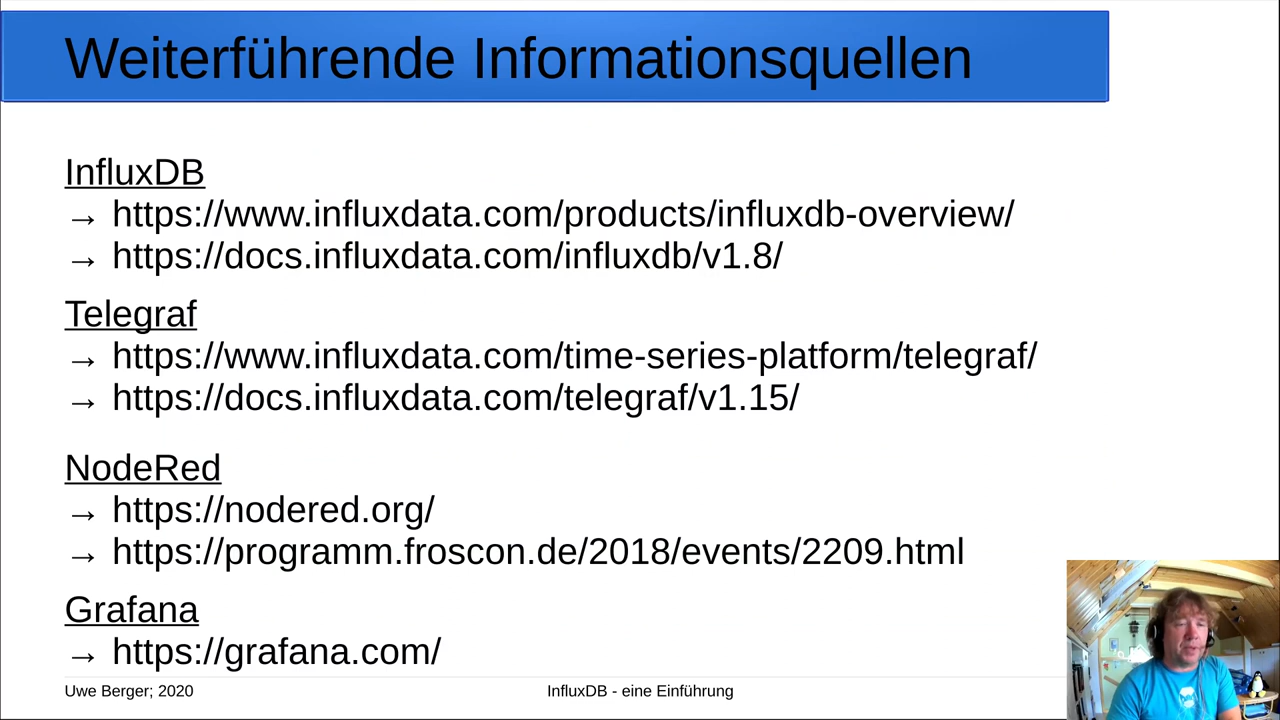 Weiterführende Informationsquellen
InfluxDB
→ https://www.influxdata.com/products/influxdb-overview/
→ https://docs.influxdata.com/influxdb/v1.8/
Telegraf
→ https://www.influxdata.com/time-series-platform/telegraf/
→ https://docs.influxdata.com/telegraf/v1.15/
NodeRed
→ https://nodered.org/
→ https://programm.froscon.de/2018/events/2209.html
Grafana
→ https://grafana.com/
Uwe Berger; 2020
InfluxDB - eine Einführung